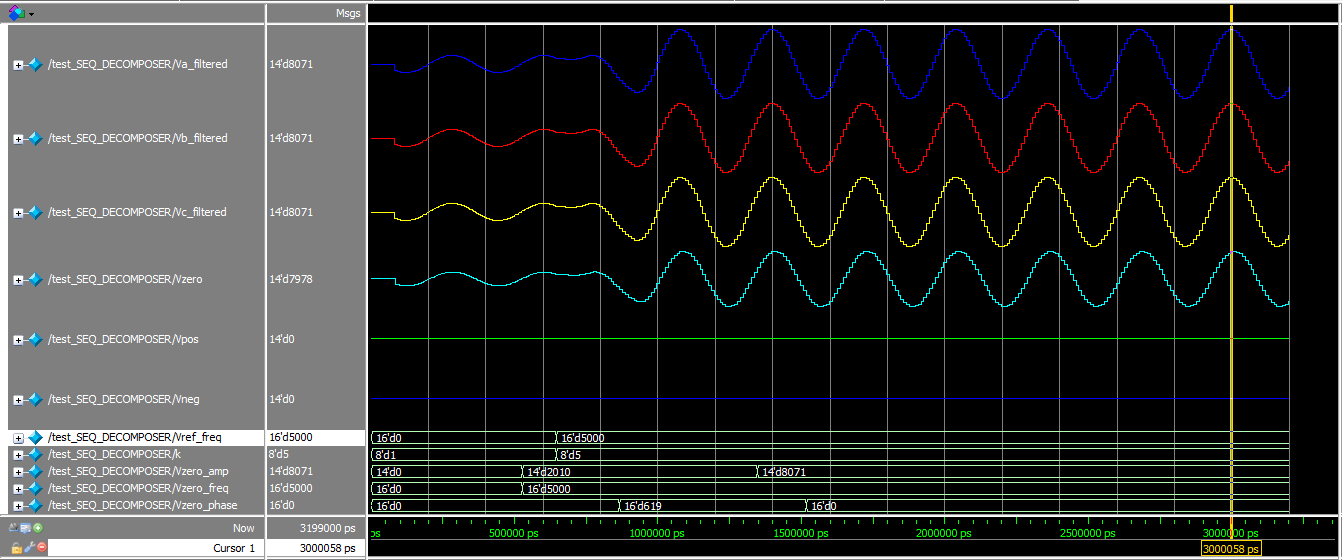 Msgs
/test_SEQ_DECOMPOSER/Va_filtered 14'd8071
/test_SEQ_DECOMPOSER/Vb_filtered 14'd8071
/test_SEQ_DECOMPOSER/Vc_filtered 14'd8071
/test_SEQ_DECOMPOSER/Vzero 14'd7978
/test_SEQ_DECOMPOSER/Vpos 14'd0
/test_SEQ_DECOMPOSER/Vneg 14'd0
/test_SEQ_DECOMPOSER/Vref_freq 16'd5000 16'd0 16'd5000
/test_SEQ_DECOMPOSER/k 8'd5 8'd1 8'd5
/test_SEQ_DECOMPOSER/Vzero_amp 14'd8071 14'd0 14'd2010 14'd8071
/test_SEQ_DECOMPOSER/Vzero_freq 16'd5000 16'd0 16'd5000
/test_SEQ_DECOMPOSER/Vzero_phase 16'd0 16'd0 16'd619 16'd0
Now 3199000 ps ps 500000 ps 1000000 ps 1500000 ps 2000000 ps 2500000 ps 3000000 ps
Cursor 1 3000058 ps 3000058 ps